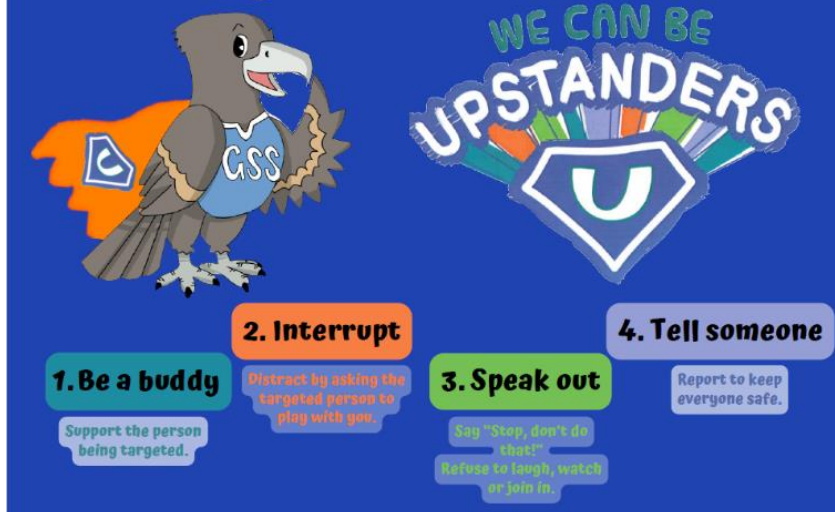 WE CAN BE
UPSTANDERS
U
U
GSS
1. Be a buddy
Support the person
being targeted.
2. Interrupt
Distract by asking the
targeted person to
play with you.
3. Speak out
Say "Stop, don't do
that!"
Refuse to laugh, watch
or join in.
4. Tell someone
Report to keep
everyone safe.